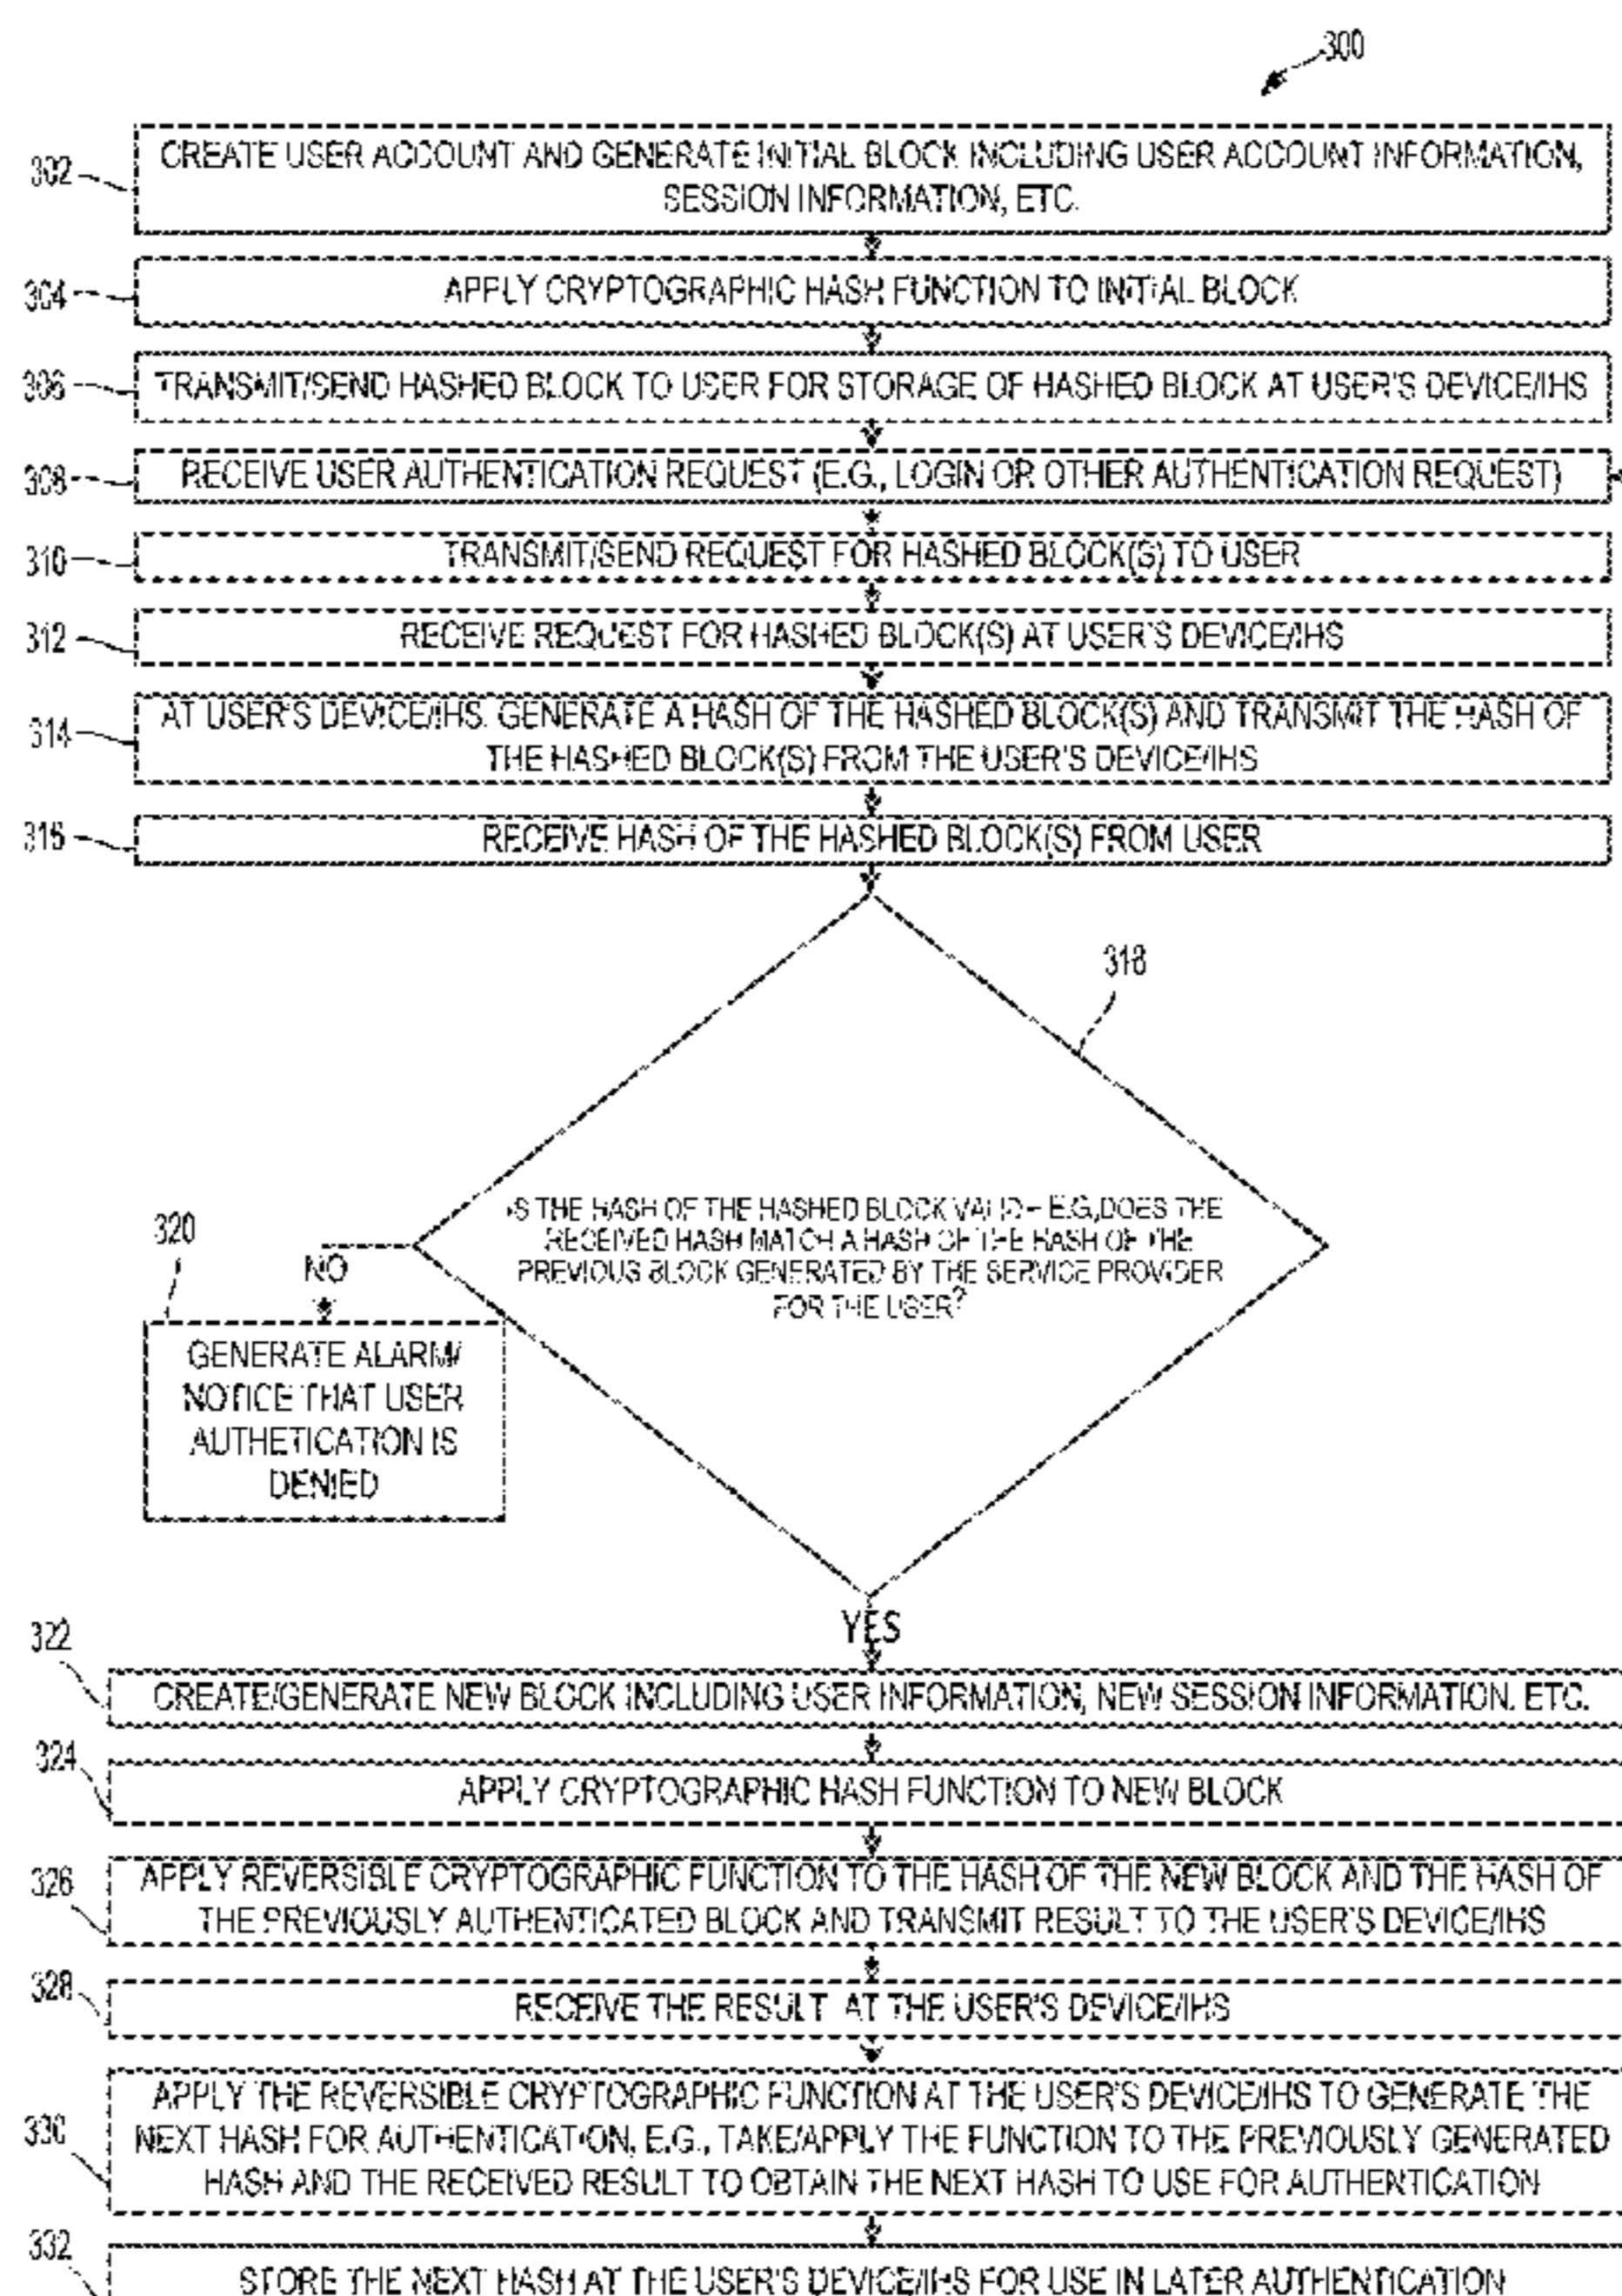 300
302
CREATE USER ACCOUNT AND GENERATE INITIAL BLOCK INCLUDING USER ACCOUNT INFORMATION,
SESSION INFORMATION, ETC.
304
APPLY CRYPTOGRAPHIC HASH FUNCTION TO INITIAL BLOCK
306
TRANSMIT/SEND HASHED BLOCK TO USER FOR STORAGE OF HASHED BLOCK AT USER'S DEVICE/IHS
308
RECEIVE USER AUTHENTICATION REQUEST (E.G., LOGIN OR OTHER AUTHENTICATION REQUEST)
310
TRANSMIT/SEND REQUEST FOR HASHED BLOCK(S) TO USER
312
RECEIVE REQUEST FOR HASHED BLOCK(S) AT USER'S DEVICE/IHS
314
AT USER'S DEVICE/IHS. GENERATE A HASH OF THE HASHED BLOCK(S) AND TRANSMIT THE HASH OF
THE HASHED BLOCK(S) FROM THE USER'S DEVICE/IHS
316
RECEIVE HASH OF THE HASHED BLOCK(S) FROM USER
318
IS THE HASH OF THE HASHED BLOCK VALID – E.G, DOES THE
RECEIVED HASH MATCH A HASH OF THE HASH OF THE
PREVIOUS BLOCK GENERATED BY THE SERVICE PROVIDER
FOR THE USER?
320
NO
GENERATE ALARM/
NOTICE THAT USER
AUTHETICATION IS
DENIED
YES
322
CREATE/GENERATE NEW BLOCK INCLUDING USER INFORMATION, NEW SESSION INFORMATION. ETC.
324
APPLY CRYPTOGRAPHIC HASH FUNCTION TO NEW BLOCK
326
APPLY REVERSIBLE CRYPTOGRAPHIC FUNCTION TO THE HASH OF THE NEW BLOCK AND THE HASH OF
THE PREVIOUSLY AUTHENTICATED BLOCK AND TRANSMIT RESULT TO THE USER'S DEVICE/IHS
328
RECEIVE THE RESULT AT THE USER'S DEVICE/IHS
330
APPLY THE REVERSIBLE CRYPTOGRAPHIC FUNCTION AT THE USER'S DEVICE/IHS TO GENERATE THE
NEXT HASH FOR AUTHENTICATION, E.G., TAKE/APPLY THE FUNCTION TO THE PREVIOUSLY GENERATED
HASH AND THE RECEIVED RESULT TO OBTAIN THE NEXT HASH TO USE FOR AUTHENTICATION
332
STORE THE NEXT HASH AT THE USER'S DEVICE/IHS FOR USE IN LATER AUTHENTICATION